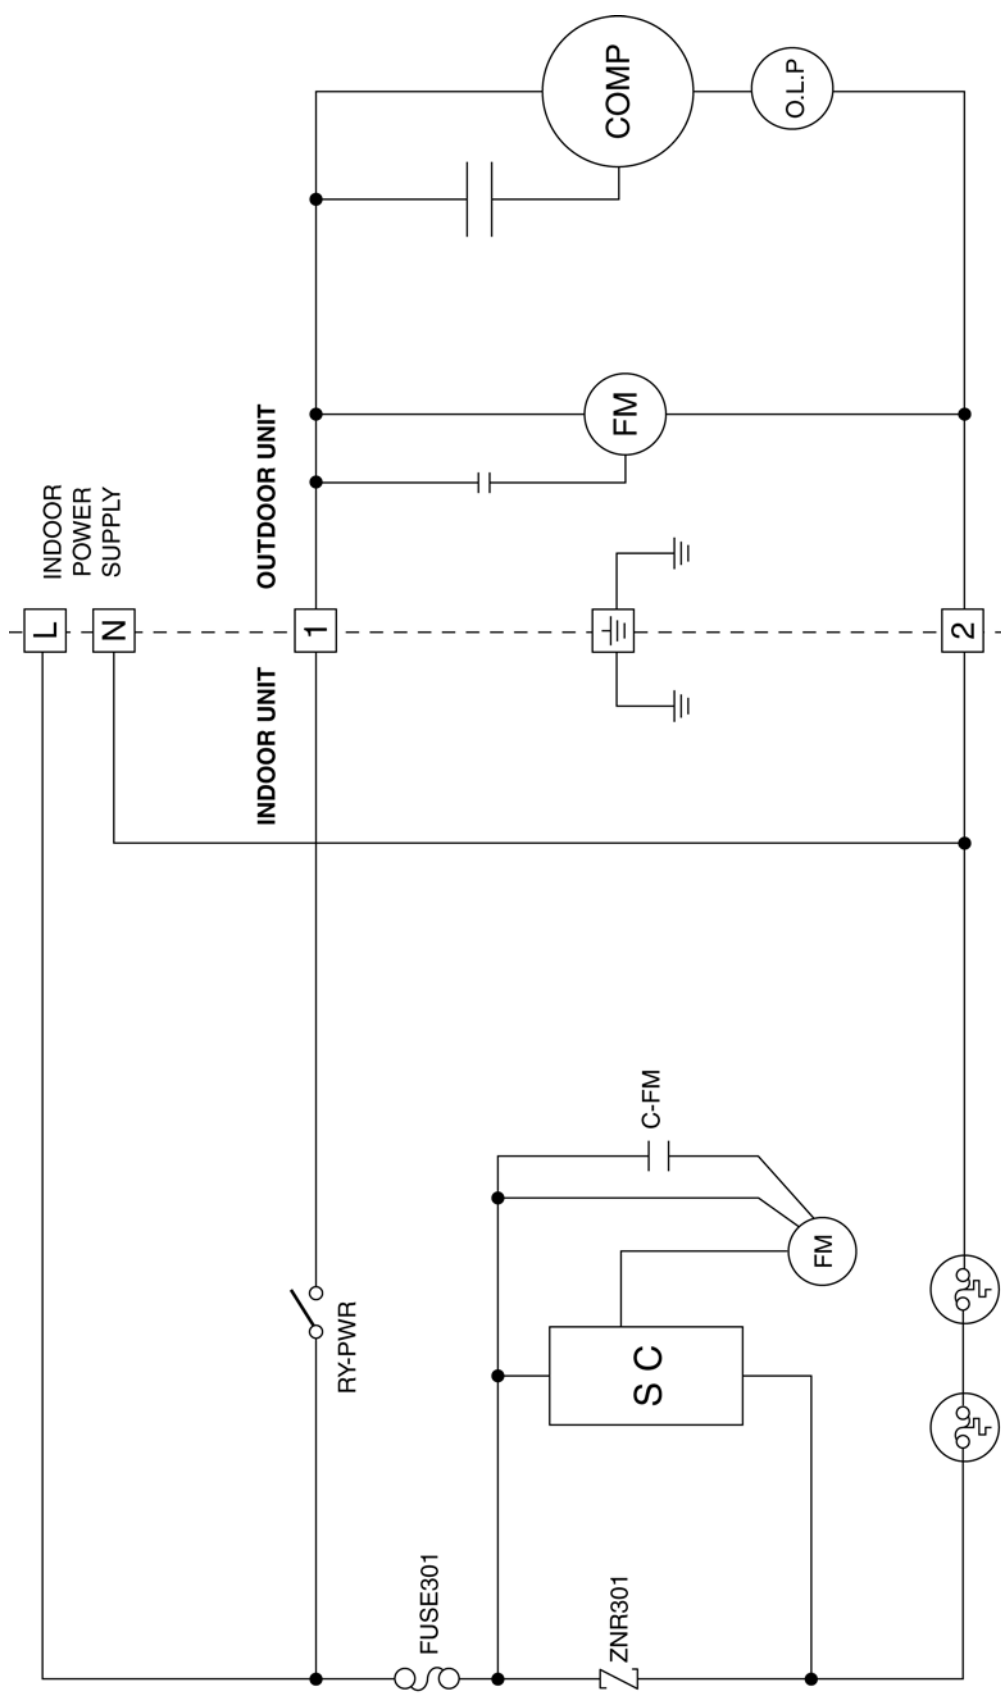 INDOOR
POWER
SUPPLY
L
N
INDOOR UNIT
OUTDOOR UNIT
1
COMP
O.L.P
FM
2
RY-PWR
FUSE301
ZNR301
S C
C-FM
FM